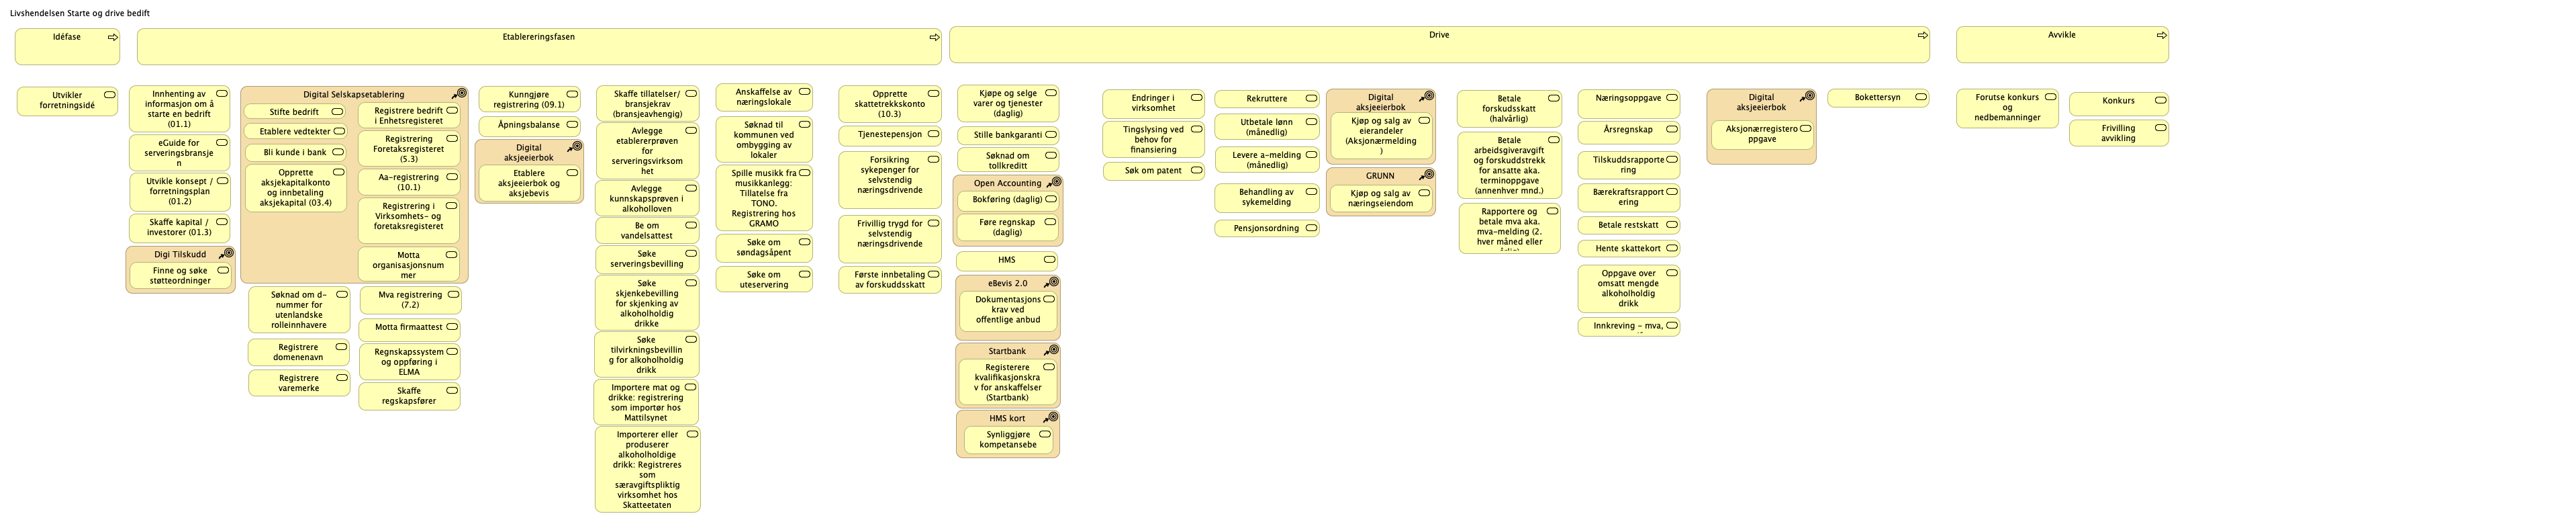 Livshendelsen Starte og drive bedift
Idéfase
Etableringsfasen
Drive
Avvikle
Utvikler
forretningsidé
Innhenting av
informasjon om å
starte en bedrift
(01.1)
eGuide for
serveringsbransje
n
Utvikle konsept /
forretningsplan
(01.2)
Skaffe kapital /
investorer (01.3)
Digi Tilskudd
Finne og søke
støtteordninger
Digital Selskapsetablering
Stifte bedrift
Etablere vedtekter
Bli kunde i bank
Opprette
aksjekapitalkonto
og innbetaling
aksjekapital (03.4)
Registrere bedrift
i Enhetsregisteret
Registrering
Foretaksregisteret
(5.3)
Aa-registrering
(10.1)
Registrering i
Virksomhets- og
foretaksregisteret
Motta
organisasjonsnum
mer
Søknad om d-
nummer for
utenlandske
rolleinnhavere
Registrere
domenenavn
Registrere
varemerke
Mva registrering
(7.2)
Motta firmaattest
Regnskapssystem
og oppføring i
ELMA
Skaffe
regskapsfører
Kunngjøre
registrering (09.1)
Åpningsbalanse
Digital
aksjeeierbok
Etablere
aksjeeierbok og
aksjebevis
Skaffe tillatelser/
bransjekrav
(bransjeavhengig)
Avlegge
etablererprøven
for
serveringsvirksom
het
Avlegge
kunnskapsprøven i
alkoholloven
Be om
vandelsattest
Søke
serveringsbevilling
Søke
skjenkebevilling
for skjenking av
alkoholholdig
drikke
Søke
tilvirkningsbevillin
g for alkoholholdig
drikk
Importere mat og
drikke: registrering
som importør hos
Mattilsynet
Importerer eller
produserer
alkoholholdige
drikk: Registreres
som
særavgiftspliktig
virksomhet hos
Skatteetaten
Anskaffelse av
næringslokale
Søknad til
kommunen ved
ombygging av
lokaler
Spille musikk fra
musikkanlegg:
Tillatelse fra
TONO.
Registrering hos
GRAMO
Søke om
søndagsåpent
Søke om
uteservering
Opprette
skattetrekkskonto
(10.3)
Tjenestepensjon
Forsikring
sykepenger for
selvstendig
næringsdrivende
Frivillig trygd for
selvstendig
næringsdrivende
Første innbetaling
av forskuddsskatt
Kjøpe og selge
varer og tjenester
(daglig)
Stille bankgaranti
Søknad om
tollkreditt
Open Accounting
Bokføring (daglig)
Føre regnskap
(daglig)
HMS
eBevis 2.0
Dokumentasjons
krav ved
offentlige anbud
Startbank
Registerere
kvalifikasjonskra
v for anskaffelser
(Startbank)
HMS kort
Synliggjøre
kompetansebe
Endringer i
virksomhet
Tingslysing ved
behov for
finansiering
Søk om patent
Rekruttere
Utbetale lønn
(månedlig)
Levere a-melding
(månedlig)
Behandling av
sykemelding
Pensjonsordning
Digital
aksjeeierbok
Kjøp og salg av
eierandeler
(Aksjonærmelding
)
GRUNN
Kjøp og salg av
næringseiendom
Betale
forskudsskatt
(halvårlig)
Betale
arbeidsgiveravgift
og forskuddstrekk
for ansatte aka.
terminoppgave
(annenhver mnd.)
Rapportere og
betale mva aka.
mva-melding (2.
hver måned eller
Næringsoppgave
Årsregnskap
Tilskuddsrapporte
ring
Bærekraftsrapport
ering
Betale restskatt
Hente skattekort
Oppgave over
omsatt mengde
alkoholholdig
drikk
Innkreving - mva,
Digital
aksjeeierbok
Aksjonærregistero
ppgave
Bokettersyn
Forutse konkurs
og
nedbemanninger
Konkurs
Frivilling
avvikling